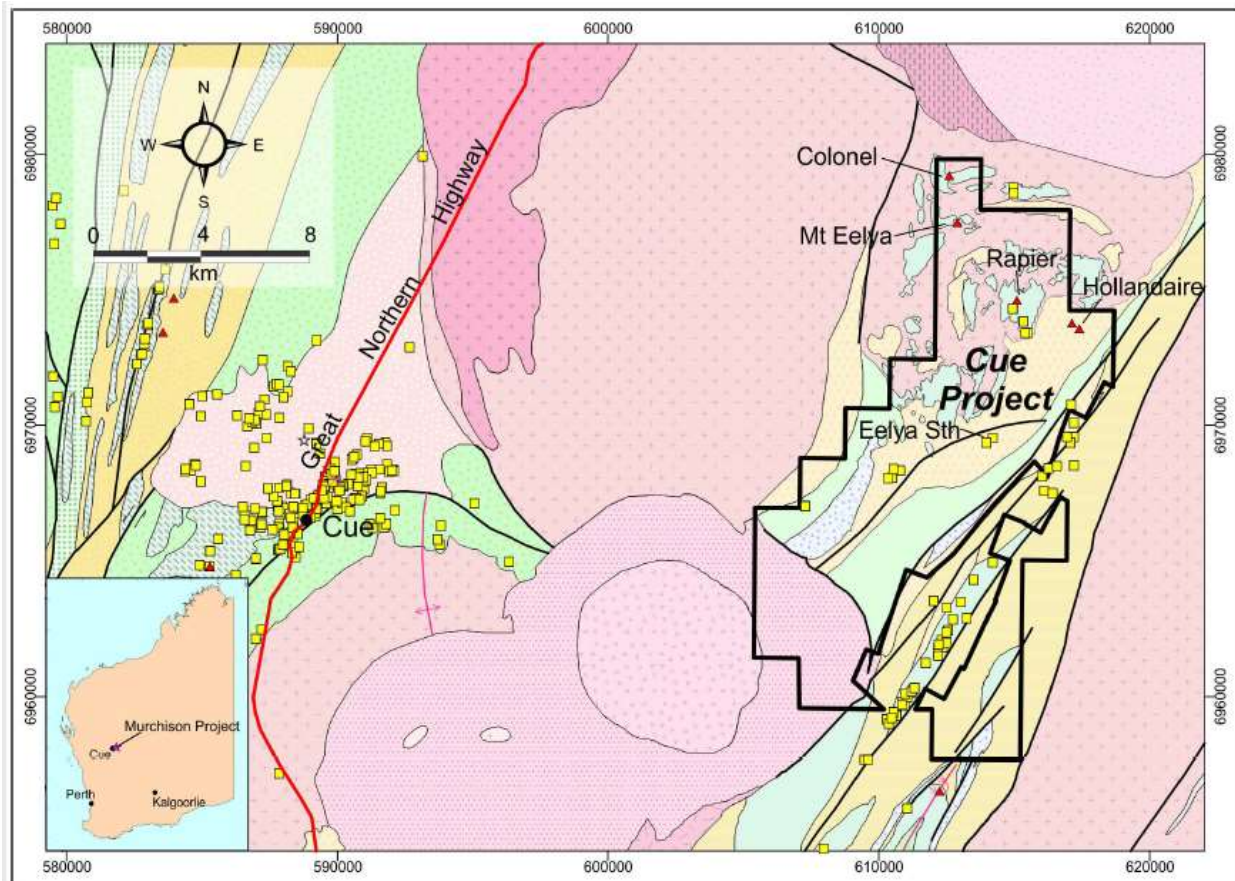 580000
590000
600000
610000
620000
N
W
E
S
0
4
8
km
6980000
6970000
6960000
6980000
6970000
6960000
Great
Northern
Highway
Cue
Colonel
Mt Eelya
Rapier
Hollandaire
Cue
Project
Eelya Sth
Murchison Project
Cue
Perth
Kalgoorlie
580000
590000
600000
610000
620000